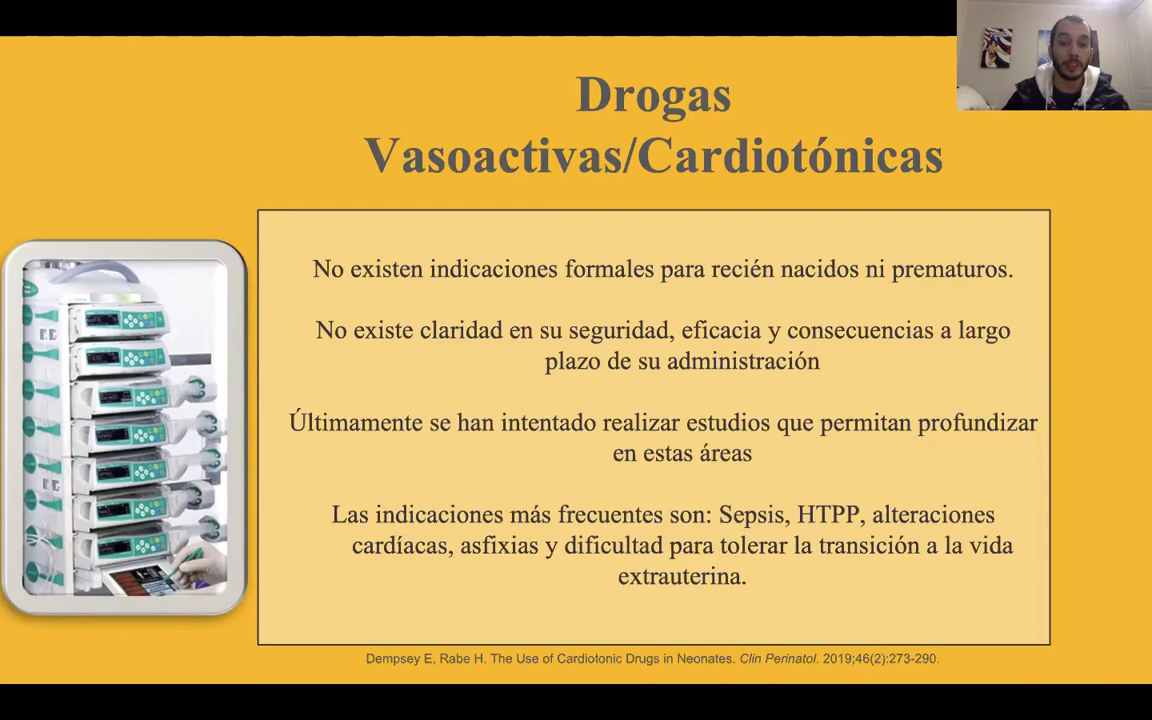 Drogas
Vasoactivas/Cardiotónicas
No existen indicaciones formales para recién nacidos ni prematuros.
No existe claridad en su seguridad, eficacia y consecuencias a largo
plazo de su administración
Últimamente se han intentado realizar estudios que permitan profundizar
en estas áreas
Las indicaciones más frecuentes son: Sepsis, HTPP, alteraciones
cardíacas, asfixias y dificultad para tolerar la transición a la vida
extrauterina.
Dempsey E, Rabe H. The Use of Cardiotonic Drugs in Neonates. Clin Perinatol. 2019;46(2):273-290.